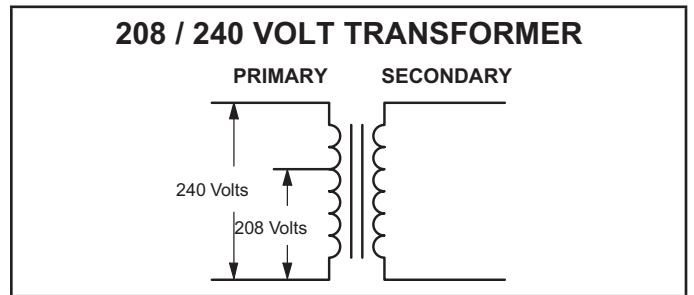 208 / 240 VOLT TRANSFORMER
PRIMARY SECONDARY
240 Volts
208 Volts